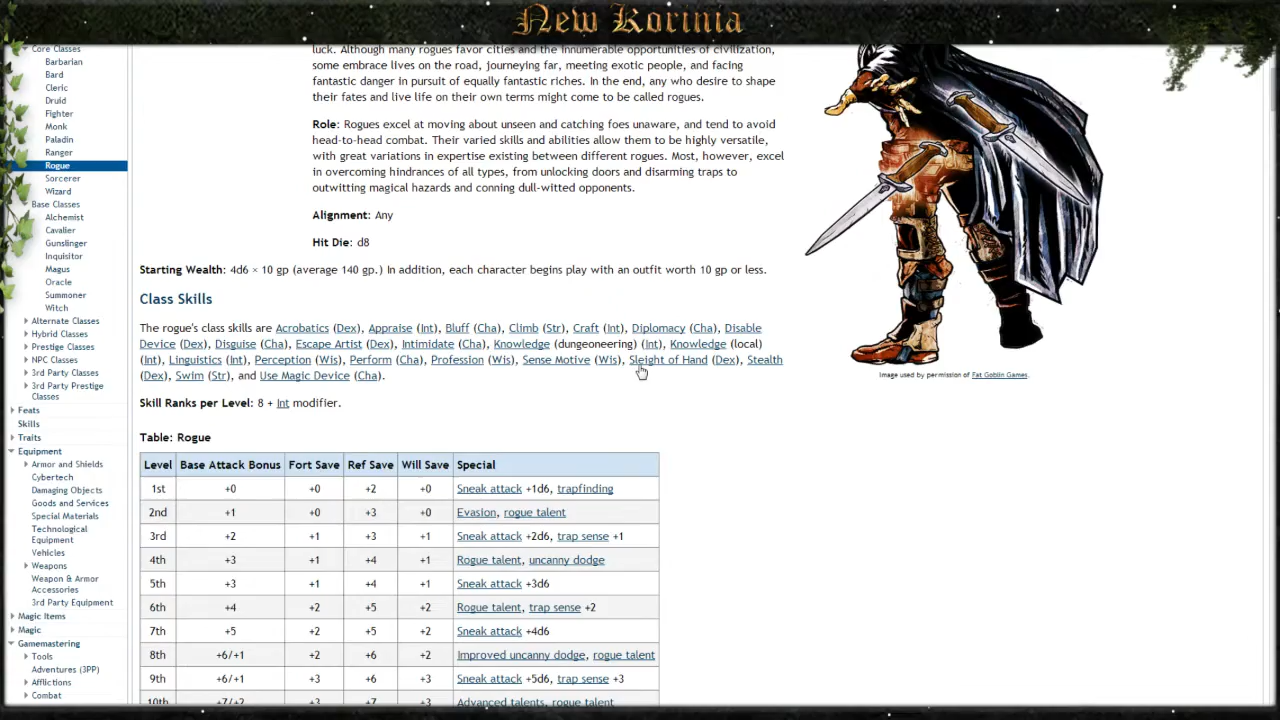 New Korinia
Core Classes
Barbarian
Bard
Cleric
Druid
Fighter
Monk
Paladin
Ranger
Rogue
Sorcerer
Wizard
Base Classes
Alchemist
Cavalier
Gunslinger
Inquisitor
Magus
Oracle
Summoner
Witch
Alternate Classes
Hybrid Classes
Prestige Classes
NPC Classes
3rd Party Classes
3rd Party Prestige
Classes
Feats
Skills
Traits
Equipment
Armor and Shields
Cybertech
Damaging Objects
Goods and Services
Special Materials
Technological
Equipment
Vehicles
Weapons
Weapon & Armor
Accessories
3rd Party Equipment
Magic Items
Magic
Gamemastering
Tools
Adventures (3PP)
Afflictions
Combat
luck. Although many rogues favor cities and the innumerable opportunities of civilization,
some embrace lives on the road, journeying far, meeting exotic people, and facing
fantastic danger in pursuit of equally fantastic riches. In the end, any who desire to shape
their fates and live life on their own terms might come to be called rogues.
Role: Rogues excel at moving about unseen and catching foes unaware, and tend to avoid
head-to-head combat. Their varied skills and abilities allow them to be highly versatile,
with great variations in expertise existing between different rogues. Most, however, excel
in overcoming hindrances of all types, from unlocking doors and disarming traps to
outwitting magical hazards and conning dull-witted opponents.
Alignment: Any
Hit Die: d8
Starting Wealth: 4d6 × 10 gp (average 140 gp.) In addition, each character begins play with an outfit worth 10 gp or less.
Class Skills
The rogue's class skills are Acrobatics (Dex), Appraise (Int), Bluff (Cha), Climb (Str), Craft (Int), Diplomacy (Cha), Disable
Device (Dex), Disguise (Cha), Escape Artist (Dex), Intimidate (Cha), Knowledge (dungeoneering) (Int), Knowledge (local)
(Int), Linguistics (Int), Perception (Wis), Perform (Cha), Profession (Wis), Sense Motive (Wis), Sleight of Hand (Dex), Stealth
(Dex), Swim (Str), and Use Magic Device (Cha).
Skill Ranks per Level: 8 + Int modifier.
Table: Rogue
Level Base Attack Bonus Fort Save Ref Save Will Save Special
1st +0 +0 +2 +0 Sneak attack +1d6, trapfinding
2nd +1 +0 +3 +0 Evasion, rogue talent
3rd +2 +1 +3 +1 Sneak attack +2d6, trap sense +1
4th +3 +1 +4 +1 Rogue talent, uncanny dodge
5th +3 +1 +4 +1 Sneak attack +3d6
6th +4 +2 +5 +2 Rogue talent, trap sense +2
7th +5 +2 +5 +2 Sneak attack +4d6
8th +6/+1 +2 +6 +2 Improved uncanny dodge, rogue talent
9th +6/+1 +3 +6 +3 Sneak attack +5d6, trap sense +3
10th +7/+2 +3 +7 +3 Advanced talents, rogue talent
Image used by permission of Fat Goblin Games.